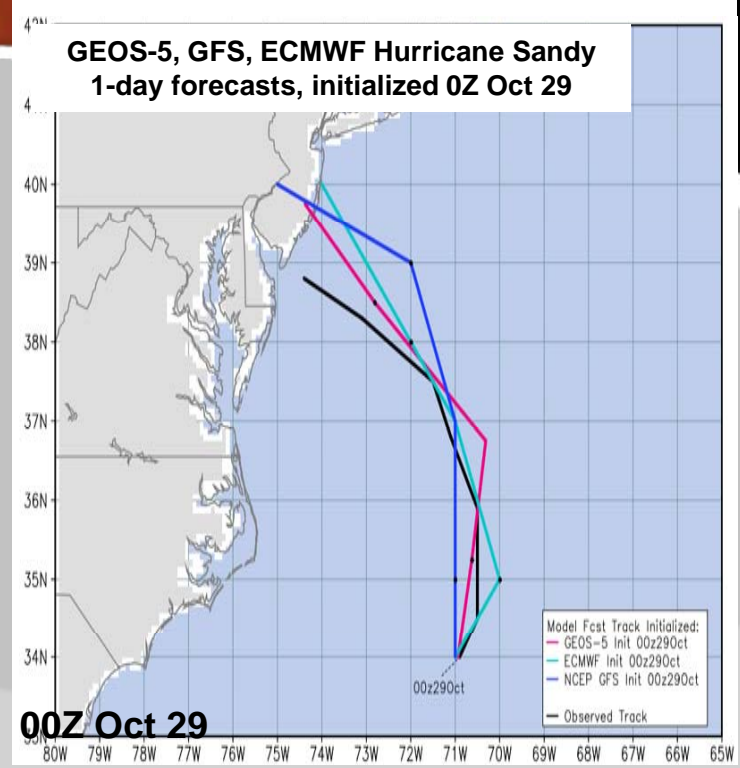 GEOS-5, GFS, ECMWF Hurricane Sandy
1-day forecasts, initialized 0Z Oct 29
40N
39N
38N
37N
36N
35N
34N
00z29Oct
Model Fcst Track Initialized:
GEOS-5 Init 00z29Oct
ECMWF Init 00z29Oct
NCEP GFS Init 00z29Oct
Observed Track
00Z Oct 29
80W 79W 78W 77W 76W 75W 74W 73W 72W 71W 70W 69W 68W 67W 66W 65W